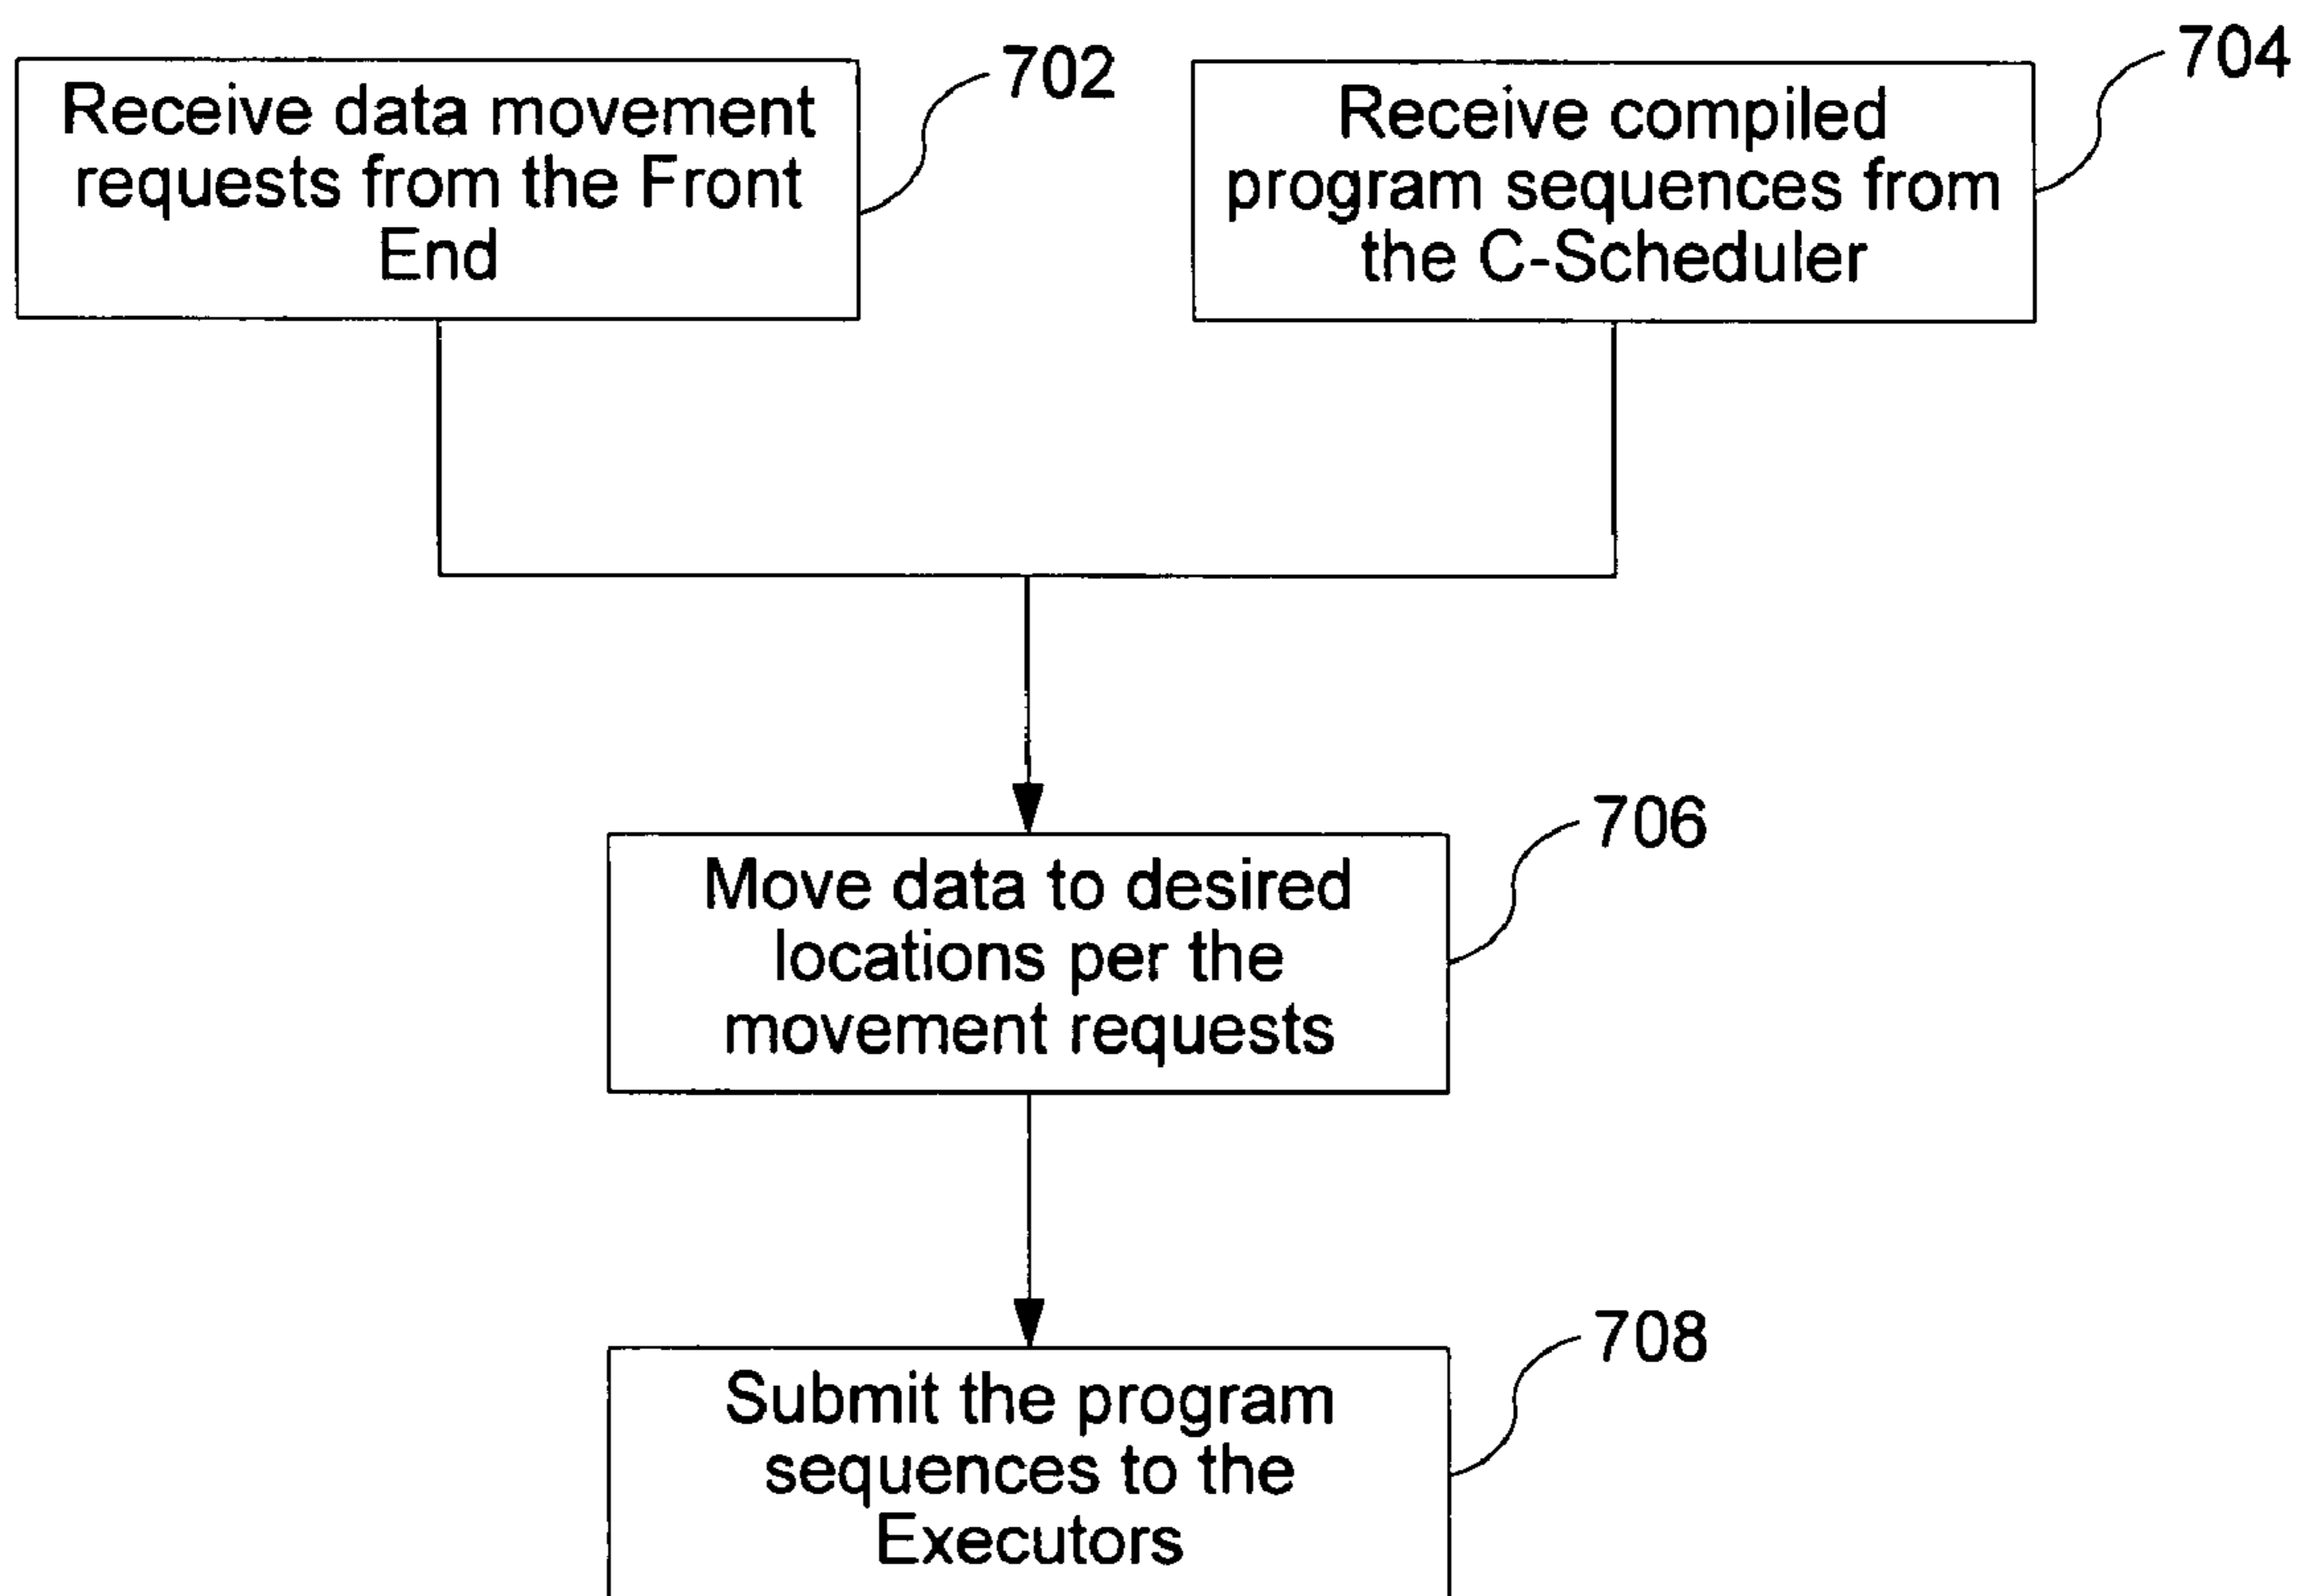 Receive data movement
requests from the Front
End
702
Receive compiled
program sequences from
the C-Scheduler
704
Move data to desired
locations per the
movement requests
706
Submit the program
sequences to the
Executors
708